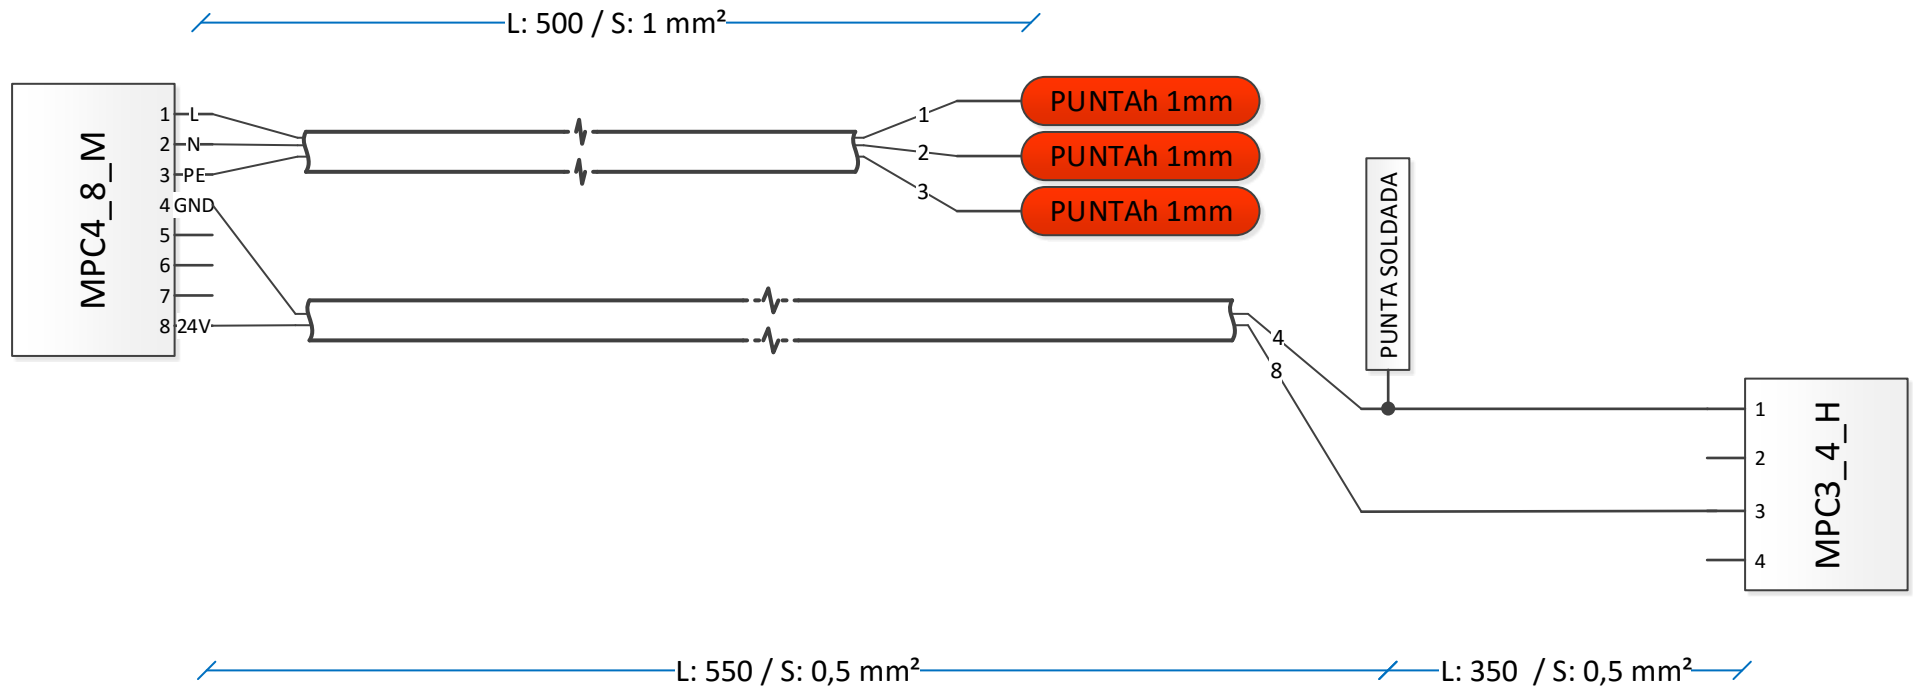 L: 500 / S: 1 mm²
MPC4_8_M
1 L
2 N
3 PE
4 GND
5
6
7
8 24V
1
2
3
PUNTAh 1mm
PUNTAh 1mm
PUNTAh 1mm
4
8
PUNTA SOLDADA
1
2
3
4
MPC3_4_H
L: 550 / S: 0,5 mm²
L: 350 / S: 0,5 mm²